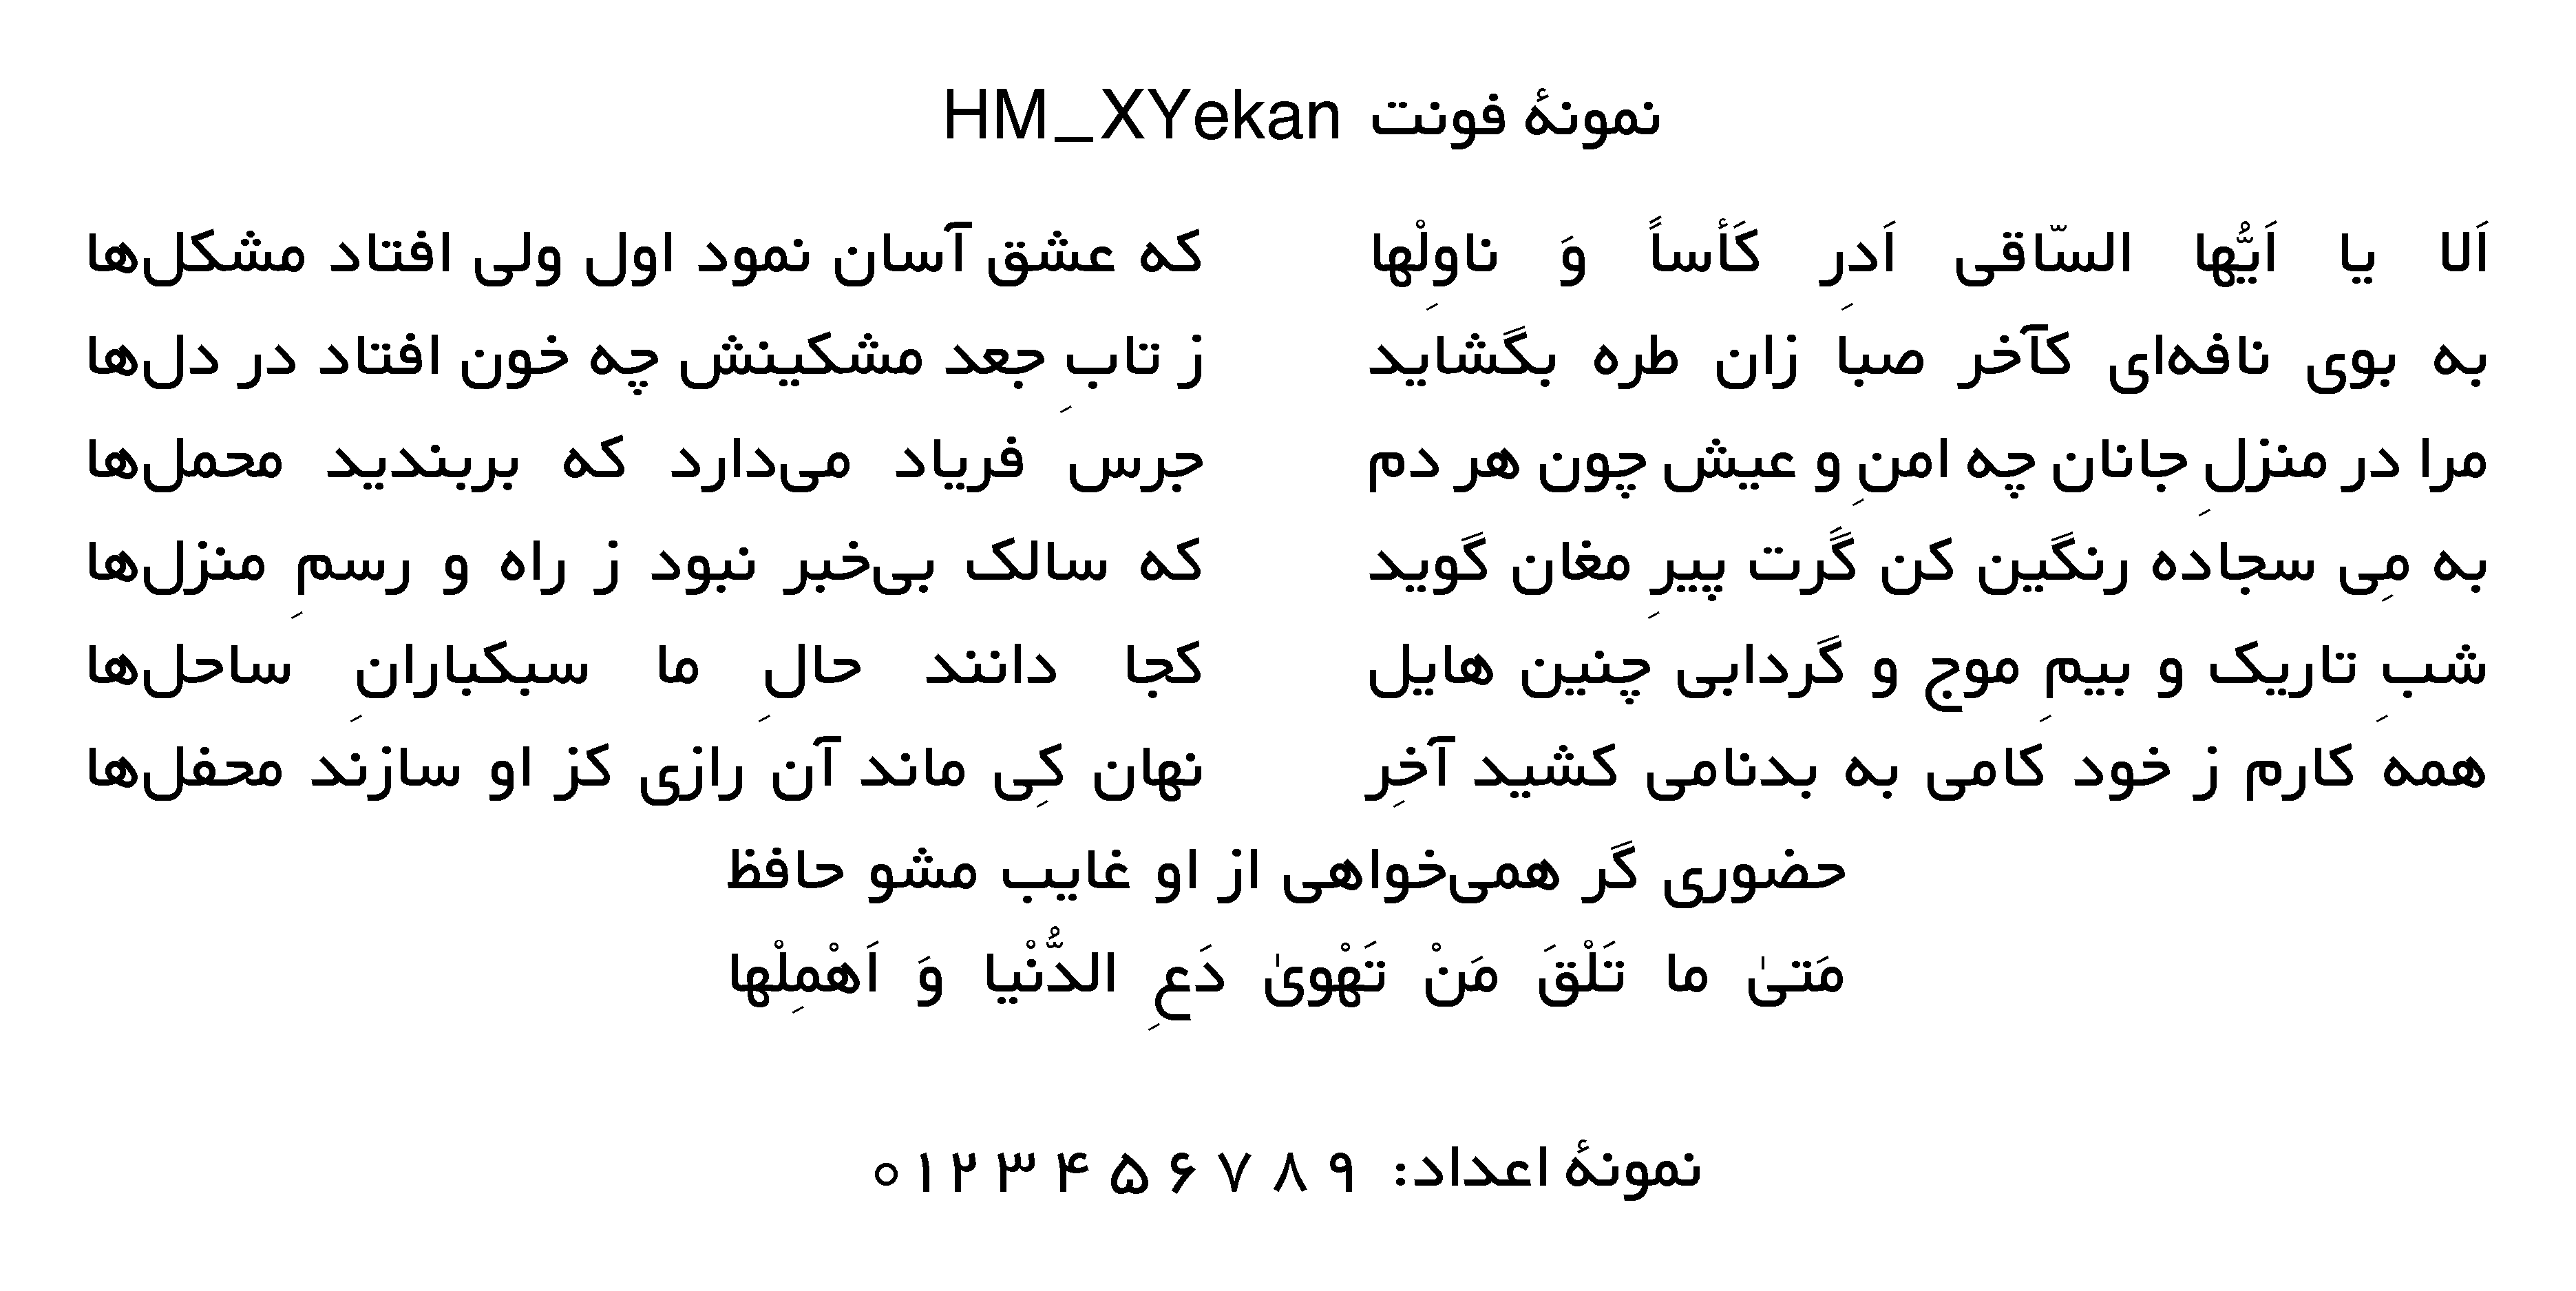 نمونهٔ فونت HM_XYekan
اَلا یا اَیُّها السّاقی اَدرِ کَأساً وَ ناوِلْها که عشق آسان نمود اول ولی افتاد مشکل‌ها
به بوی نافه‌ای کآخر صبا زان طره بگشاید ز تابِ جعد مشکینش چه خون افتاد در دل‌ها
مرا در منزلِ جانان چه امنِ و عیش چون هر دم جرس فریاد می‌دارد که بربندید محمل‌ها
به مِی سجاده رنگین کن گَرت پیرِ مغان گوید که سالک بی‌خبر نبود ز راه و رسمِ منزل‌ها
شبِ تاریک و بیمِ موج و گردابی چنین هایل کجا دانند حالِ ما سبکبارانِ ساحل‌ها
همه کارم ز خود کامی به بدنامی کشید آخِر نهان کِی ماند آن رازی کز او سازند محفل‌ها
حضوری گر همی‌خواهی از او غایب مشو حافظ
مَتیٰ ما تَلْقَ مَنْ تَهْویٰ دَعِ الدُّنْیا وَ اَهْمِلْها
نمونهٔ اعداد: ۹ ۸ ۷ ۶ ۵ ۴ ۳ ۲ ۱ ۰